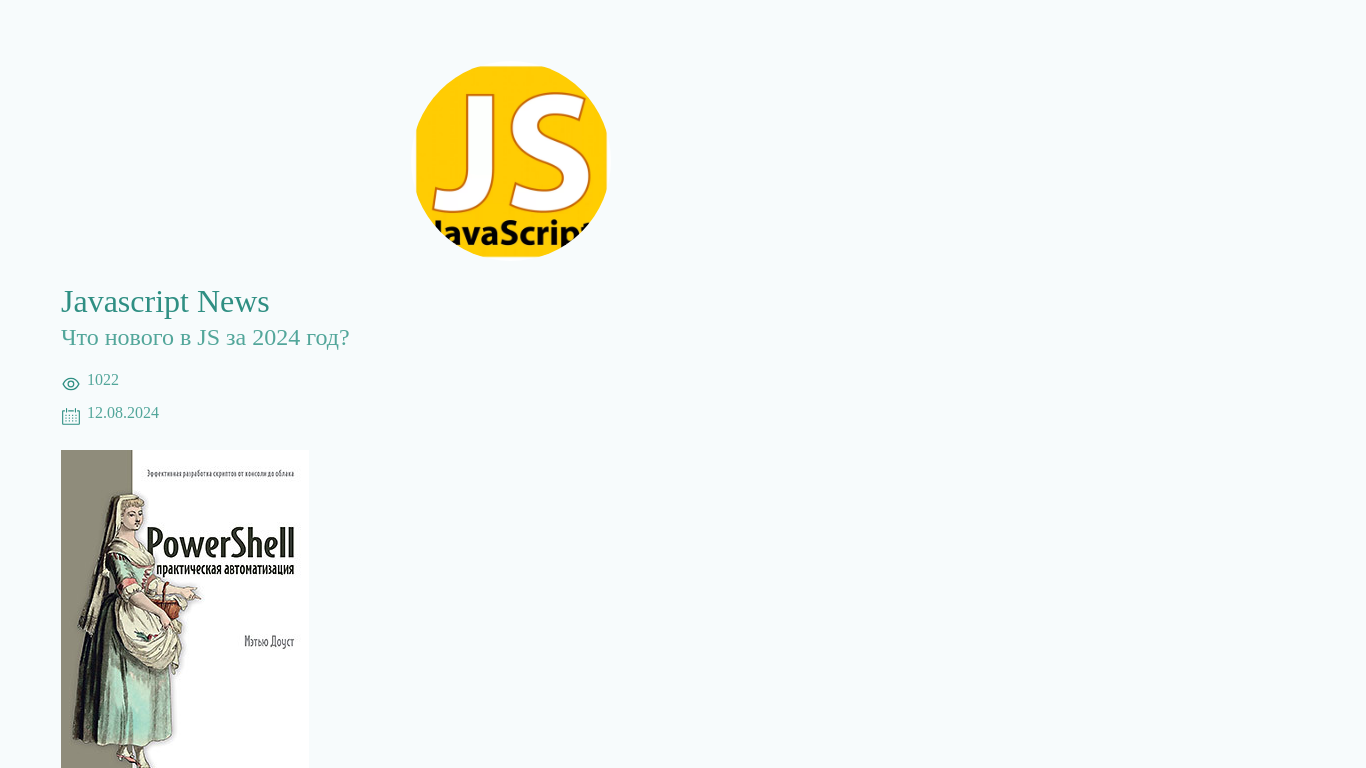 JS
JavaScript
Javascript News
Что нового в JS за 2024 год?
1022
12.08.2024
Эффективная разработка скриптов от консоли до облака
PowerShell
практическая автоматизация
Мэтью Доуст